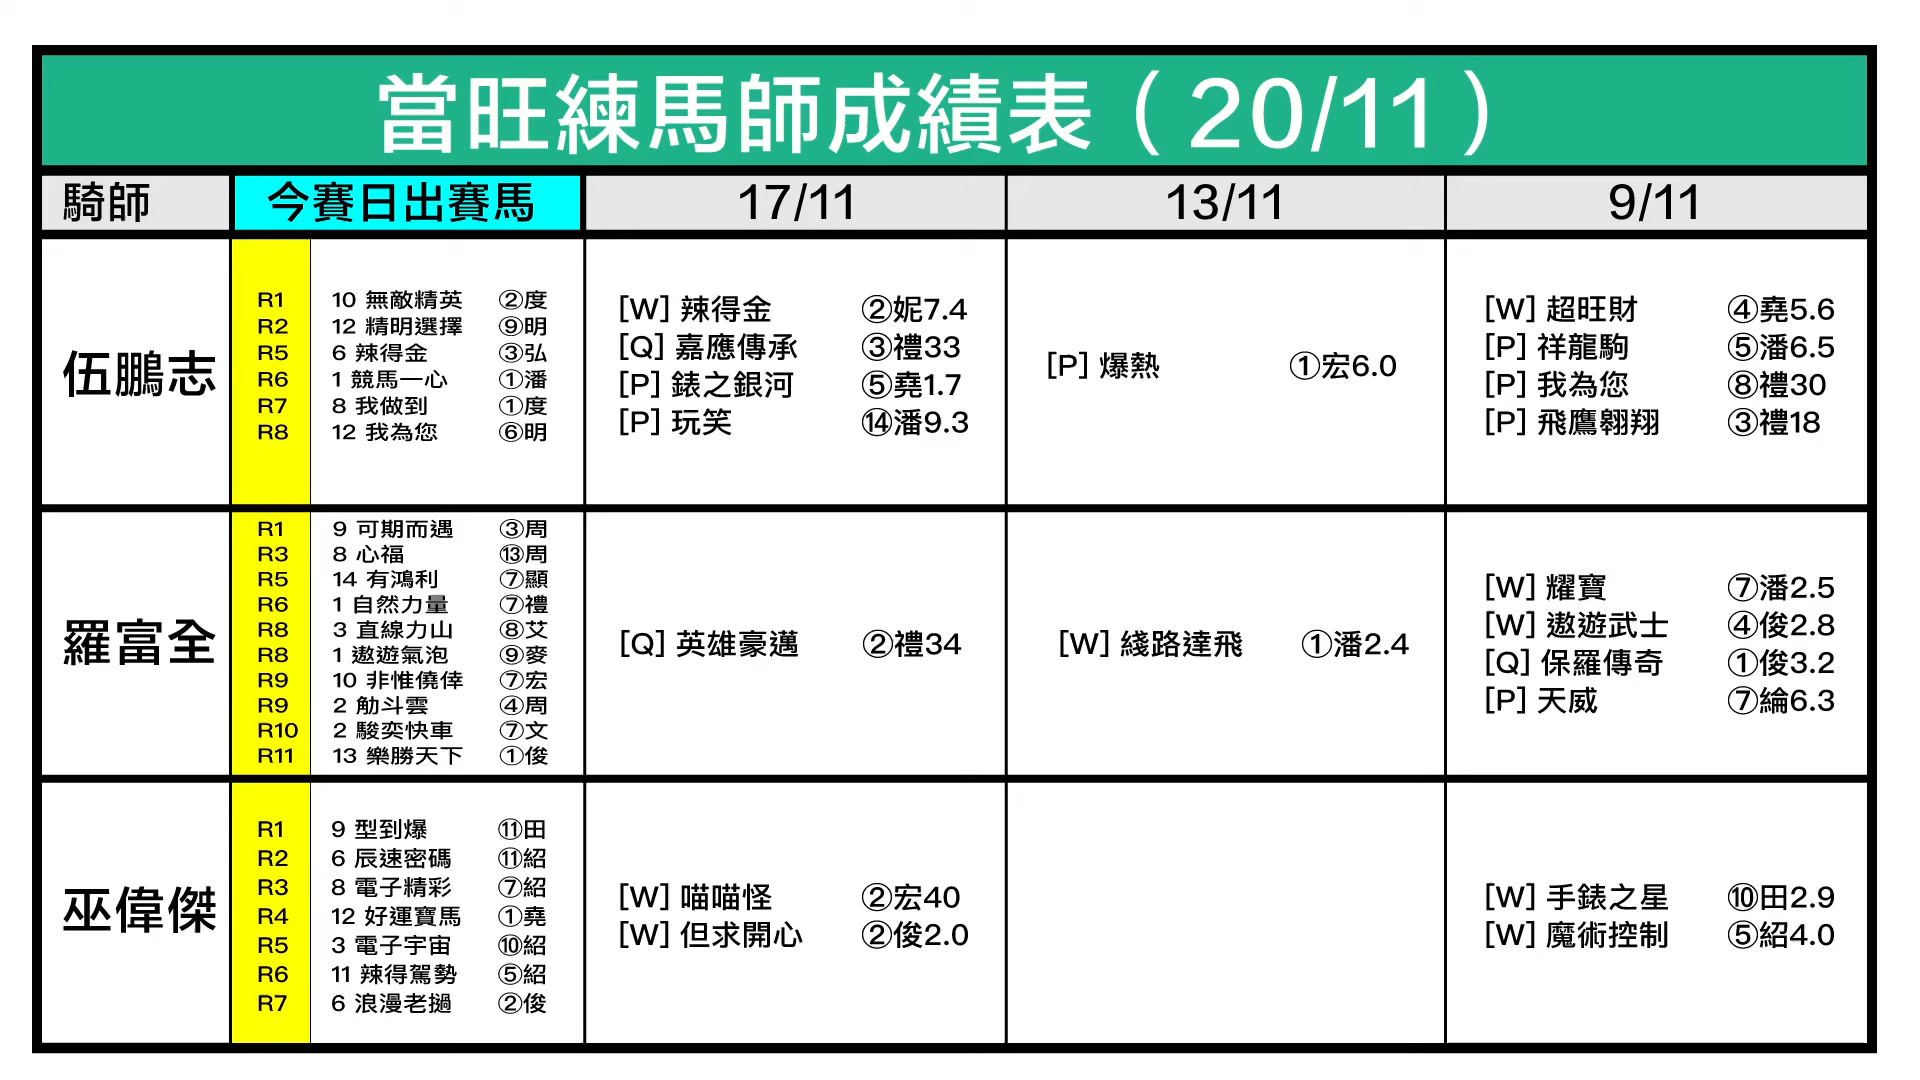 當旺練馬師成績表（20/11）
騎師 今賽日出賽馬 17/11 13/11 9/11
伍鵬志
R1 10 無敵精英 ②度
R2 12 精明選擇 ⑨明
R5 6 辣得金 ③弘
R6 1 競馬一心 ①潘
R7 8 我做到 ①度
R8 12 我為您 ⑥明
[W] 辣得金 ②妮7.4
[Q] 嘉應傳承 ③禮33
[P] 錶之銀河 ⑤堯1.7
[P] 玩笑 ⑭潘9.3
[P] 爆熱 ①宏6.0
[W] 超旺財 ④堯5.6
[P] 祥龍駒 ⑤潘6.5
[P] 我為您 ⑧禮30
[P] 飛鷹翱翔 ③禮18
羅富全
R1 9 可期而遇 ③周
R3 8 心福 ⑬周
R5 14 有鴻利 ⑦顯
R6 1 自然力量 ⑦禮
R8 3 直線力山 ⑧艾
R8 1 遨遊氣泡 ⑨麥
R9 10 非惟僥倖 ⑦宏
R9 2 觔斗雲 ④周
R10 2 駿奕快車 ⑦文
R11 13 樂勝天下 ①俊
[Q] 英雄豪邁 ②禮34
[W] 綫路達飛 ①潘2.4
[W] 耀寶 ⑦潘2.5
[W] 遨遊武士 ④俊2.8
[Q] 保羅傳奇 ①俊3.2
[P] 天威 ⑦綸6.3
巫偉傑
R1 9 型到爆 ⑪田
R2 6 辰速密碼 ⑪紹
R3 8 電子精彩 ⑦紹
R4 12 好運寶馬 ①堯
R5 3 電子宇宙 ⑩紹
R6 11 辣得駕勢 ⑤紹
R7 6 浪漫老撾 ②俊
[W] 喵喵怪 ②宏40
[W] 但求開心 ②俊2.0
[W] 手錶之星 ⑩田2.9
[W] 魔術控制 ⑤紹4.0